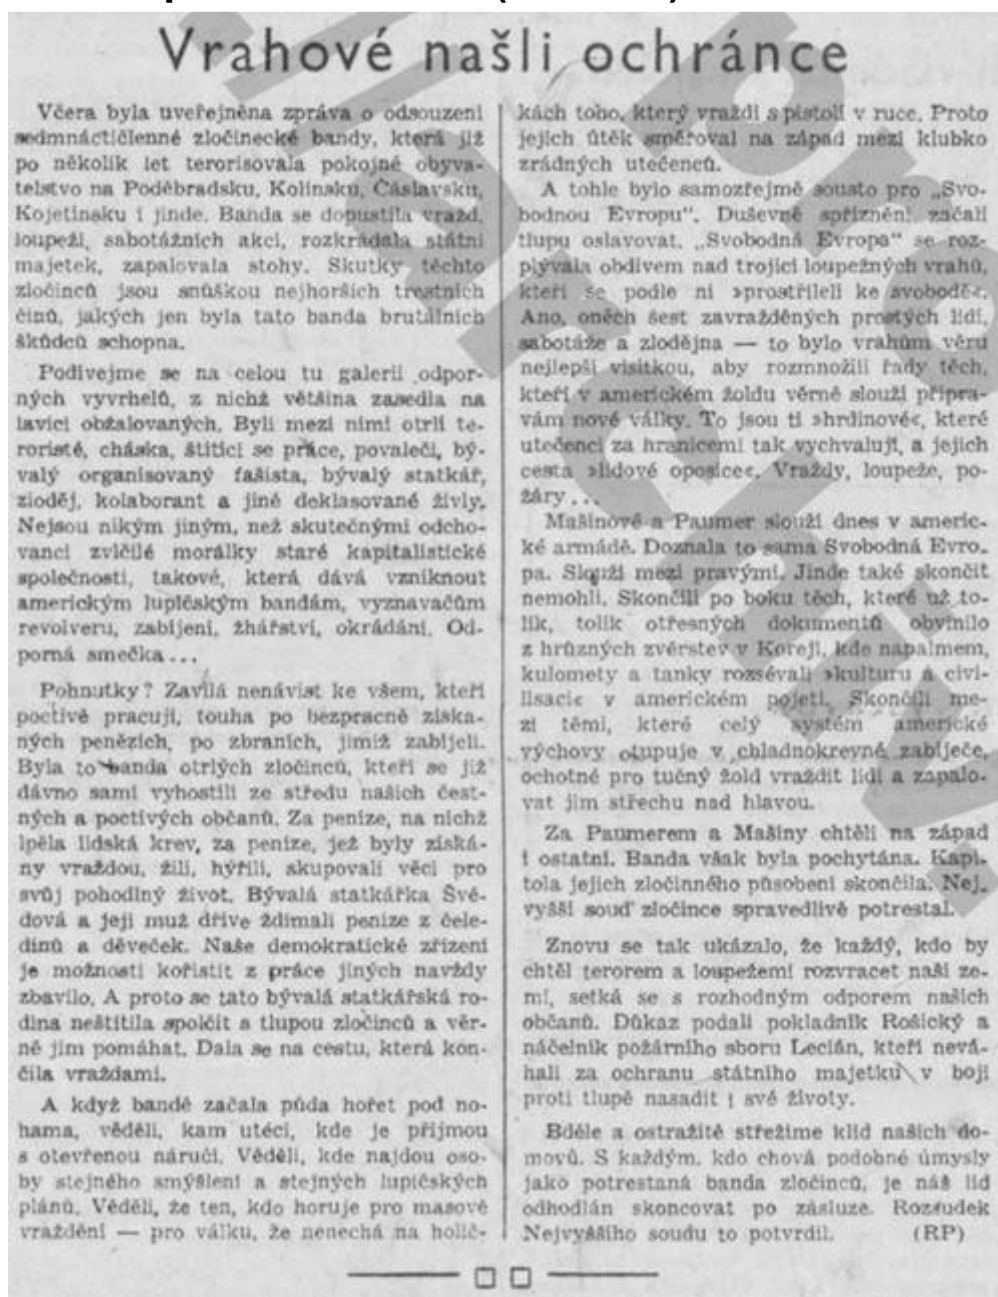 Vrahové našli ochránce
Včera byla uveřejněna zpráva o odsouzení
sedmnáctičlenné zločinecké bandy, která již
po několik let terorisovala pokojné obyva-
telstvo na Poděbradsku, Kolínsku, Čáslavsku,
Kojetínsku i jinde. Banda se dopustila vražd,
loupeží, sabotážních akcí, rozkrádala státní
majetek, zapalovala stohy. Skutky těchto
zločinců jsou snůškou nejhorších trestních
činů, jakých jen byla tato banda brutálních
škůdců schopna.
Podívejme se na celou tu galerii odpor-
ných vyvrhelů, z nichž většina zasedla na
lavici obžalovaných. Byli mezi nimi otrlí te-
roristé, cháska, štítící se práce, povaleči, bý-
valý organisovaný fašista, bývalý statkář,
zloděj, kolaborant a jiné deklasované živly.
Nejsou nikým jiným, než skutečnými odcho-
vanci zvlčilé morálky staré kapitalistické
společnosti, takové, která dává vzniknout
americkým lupičským bandám, vyznavačům
revolveru, zabíjení, žhářství, okrádání. Od-
porná smečka...
Pohnutky? Zavilá nenávist ke všem, kteří
poctivě pracují, touha po bezpracně získa-
ných penězích, po zbraních, jimiž zabíjeli.
Byla to banda otrlých zločinců, kteří se již
dávno sami vyhostili ze středu našich čest-
ných a poctivých občanů. Za peníze, na nichž
lpěla lidská krev, za peníze, jež byly získá-
ny vraždou, žili, hýřili, skupovali věci pro
svůj pohodlný život. Bývalá statkářka Švé-
dová a její muž dříve ždímali peníze z čele-
dínů a děveček. Naše demokratické zřízení
je možnosti kořistit z práce jiných navždy
zbavilo. A proto se tato bývalá statkářská ro-
dina neštítila spolčit s tlupou zločinců a věr-
ně jim pomáhat. Dala se na cestu, která kon-
čila vraždami.
A když bandě začala půda hořet pod no-
hama, věděli, kam utéci, kde je přijmou
s otevřenou náručí. Věděli, kde najdou oso-
by stejného smýšlení a stejných lupičských
plánů. Věděli, že ten, kdo horuje pro masové
vraždění — pro válku, že nenechá na holič-
kách toho, který vraždí s pistolí v ruce. Proto
jejich útěk směřoval na západ mezi klubko
zrádných utečenců.
A tohle bylo samozřejmě sousto pro „Svo-
bodnou Evropu“. Duševně spříznění začali
tlupu oslavovat. „Svobodná Evropa“ se roz-
plývala obdivem nad trojicí loupežných vrahů,
kteří se podle ní »prostříleli ke svobodě«.
Ano, oněch šest zavražděných prostých lidí,
sabotáže a zlodějna — to bylo vrahům věru
nejlepší visitkou, aby rozmnožili řady těch,
kteří v americkém žoldu věrně slouží přípra-
vám nové války. To jsou ti »hrdinové«, které
utečenci za hranicemi tak vychvalují, a jejich
cesta »lidové oposice«. Vraždy, loupeže, po-
žáry...
Mašínové a Paumer slouží dnes v americ-
ké armádě. Doznala to sama Svobodná Evro-
pa. Slouží mezi pravými. Jinde také skončit
nemohli. Skončili po boku těch, které už to-
lik, tolik otřesných dokumentů obvinilo
z hrůzných zvěrstev v Koreji, kde napalmem,
kulomety a tanky rozsévali »kulturu a civi-
lisaci« v americkém pojetí. Skončili me-
zi těmi, které celý systém americké
výchovy otupuje v chladnokrevné zabíječe,
ochotné pro tučný žold vraždit lidi a zapalo-
vat jim střechu nad hlavou.
Za Paumerem a Mašíny chtěli na západ
i ostatní. Banda však byla pochytána. Kapi-
tola jejich zločinného působení skončila. Nej-
vyšší soud zločince spravedlivě potrestal.
Znovu se tak ukázalo, že každý, kdo by
chtěl terorem a loupežemi rozvracet naši ze-
mi, setká se s rozhodným odporem našich
občanů. Důkaz podali pokladník Rošický a
náčelník požárního sboru Lecián, kteří nevá-
hali za ochranu státního majetku v boji
proti tlupě nasadit i své životy.
Bděle a ostražitě střežíme klid našich do-
movů. S každým, kdo chová podobné úmysly
jako potrestaná banda zločinců, je náš lid
odhodlán skoncovat po zásluze. Rozsudek
Nejvyššího soudu to potvrdil. (RP)